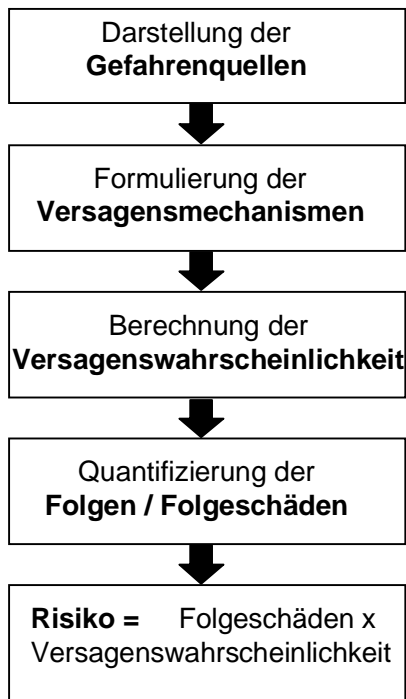 Darstellung der
Gefahrenquellen
Formulierung der
Versagensmechanismen
Berechnung der
Versagenswahrscheinlichkeit
Quantifizierung der
Folgen / Folgeschäden
Risiko = Folgeschäden x
Versagenswahrscheinlichkeit